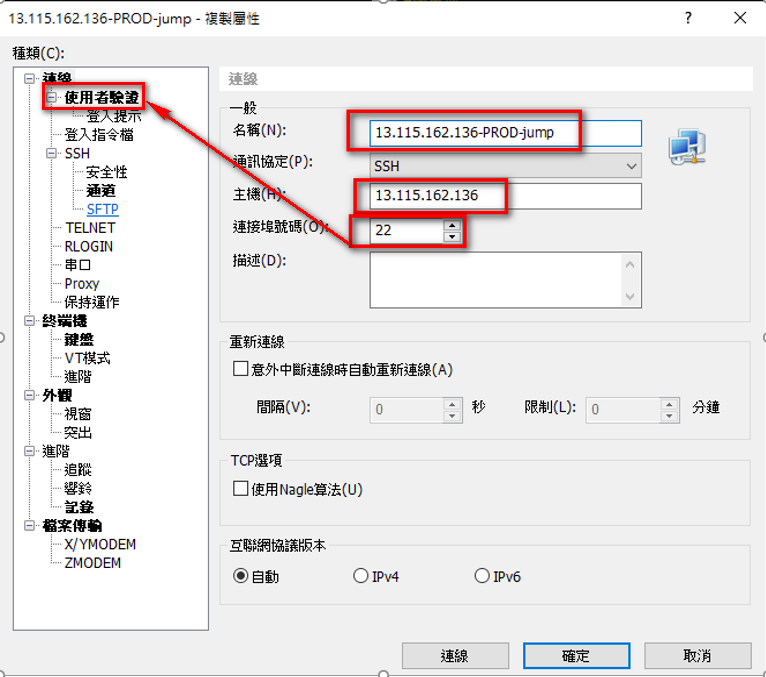 13.115.162.136-PROD-jump - 複製屬性
?
種類(C):
連線
使用者驗證
登入提示
登入指令檔
SSH
安全性
通道
SFTP
TELNET
RLOGIN
串口
Proxy
保持運作
終端機
鍵盤
VT模式
進階
外觀
視窗
突出
進階
追蹤
響鈴
記錄
檔案傳輸
X/YMODEM
ZMODEM
連線
一般
名稱(N): 13.115.162.136-PROD-jump
通訊協定(P): SSH
主機(H): 13.115.162.136
連接埠號碼(O): 22
描述(D):
重新連線
意外中斷連線時自動重新連線(A)
間隔(V): 0 秒 限制(L): 0 分鐘
TCP選項
使用Nagle算法(U)
互聯網協議版本
自動 IPv4 IPv6
連線 確定 取消